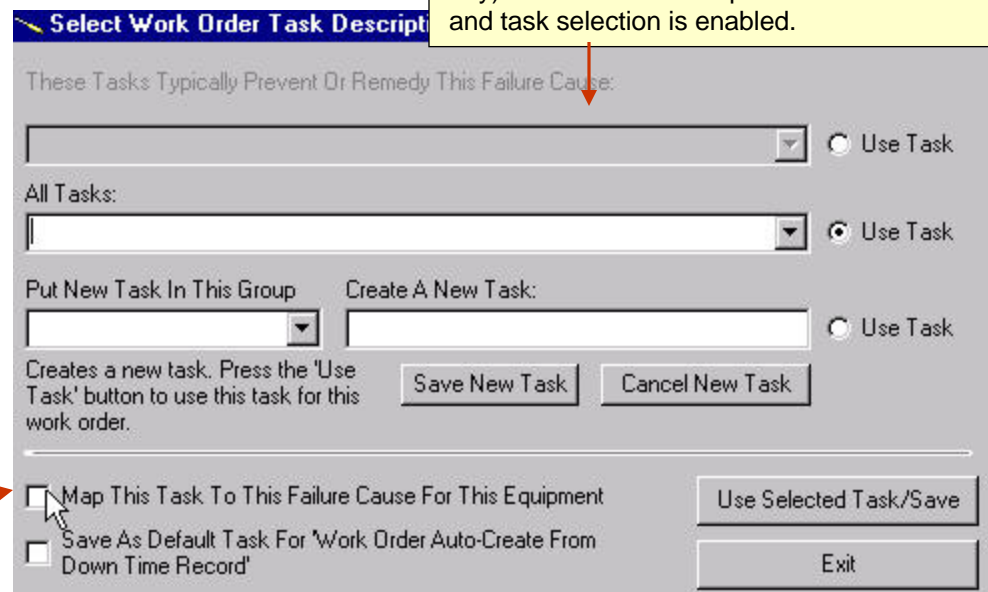 Select Work Order Task Descripti
and task selection is enabled.
These Tasks Typically Prevent Or Remedy This Failure Cause:
Use Task
All Tasks:
Use Task
Put New Task In This Group Create A New Task:
Use Task
Creates a new task. Press the 'Use
Task' button to use this task for this
work order.
Save New Task Cancel New Task
Map This Task To This Failure Cause For This Equipment
Use Selected Task/Save
Save As Default Task For 'Work Order Auto-Create From
Down Time Record'
Exit